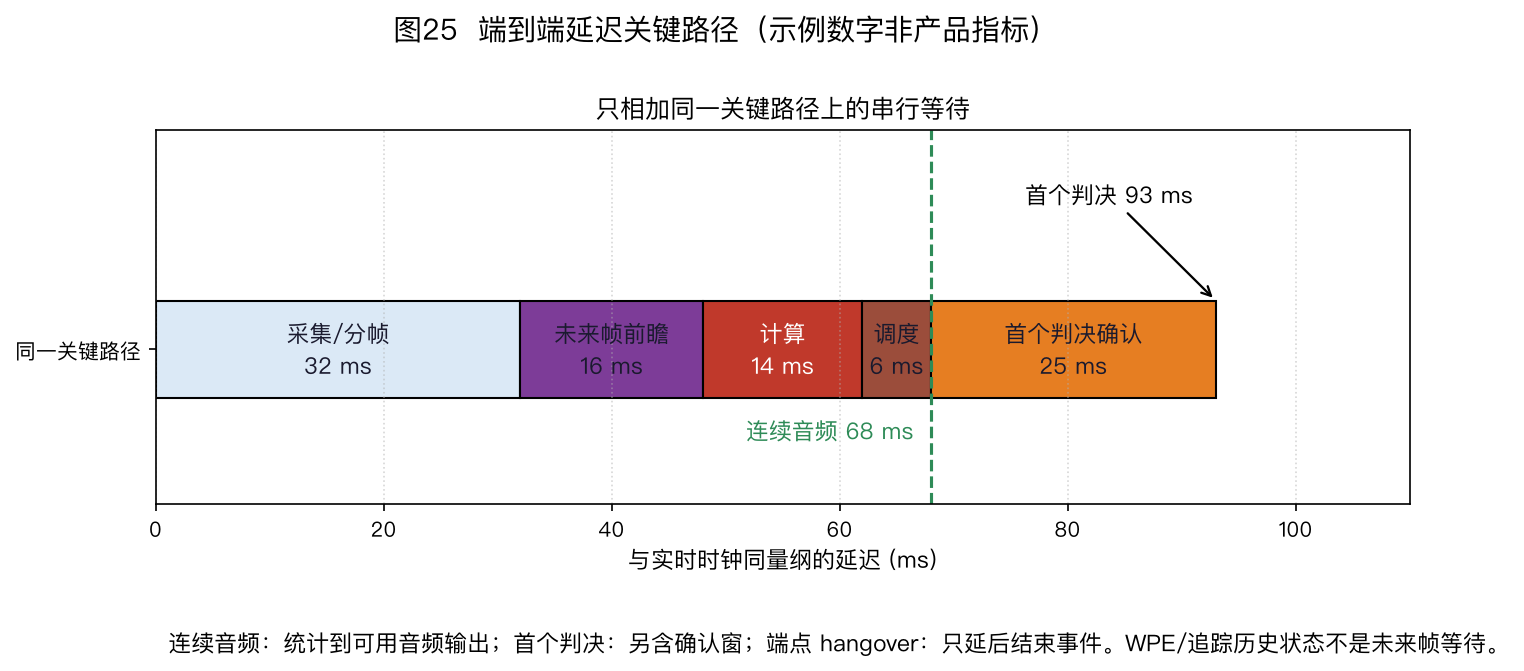 图25 端到端延迟关键路径（示例数字非产品指标）
只相加同一关键路径上的串行等待
首个判决 93 ms
同一关键路径
采集/分帧
32 ms
未来帧前瞻
16 ms
计算
14 ms
调度
6 ms
首个判决确认
25 ms
连续音频 68 ms
0
20
40
60
80
100
与实时时钟同量纲的延迟 (ms)
连续音频：统计到可用音频输出；首个判决：另含确认窗；端点 hangover：只延后结束事件。WPE/追踪历史状态不是未来帧等待。